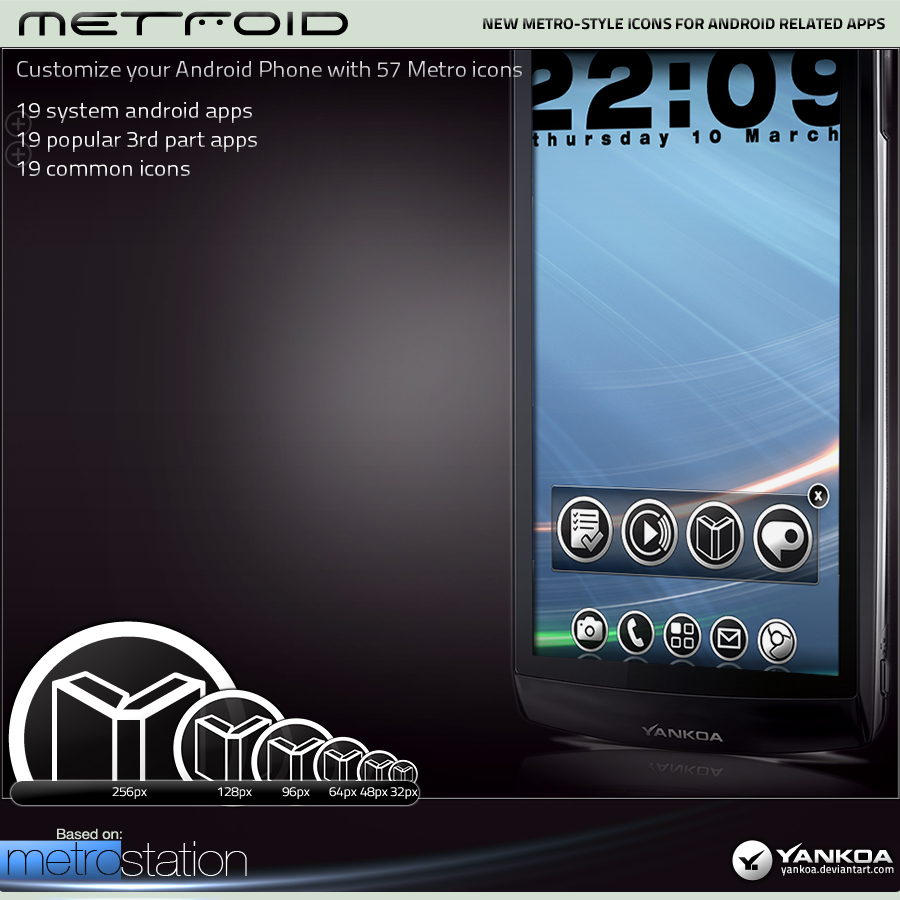 METROID
NEW METRO-STYLE ICONS FOR ANDROID RELATED APPS
Customize your Android Phone with 57 Metro icons
19 system android apps
19 popular 3rd part apps
19 common icons
22:09
thursday 10 March
x
YANKOA
256px 128px 96px 64px 48px 32px
Based on:
metrostation
YANKOA
yankoa.deviantart.com